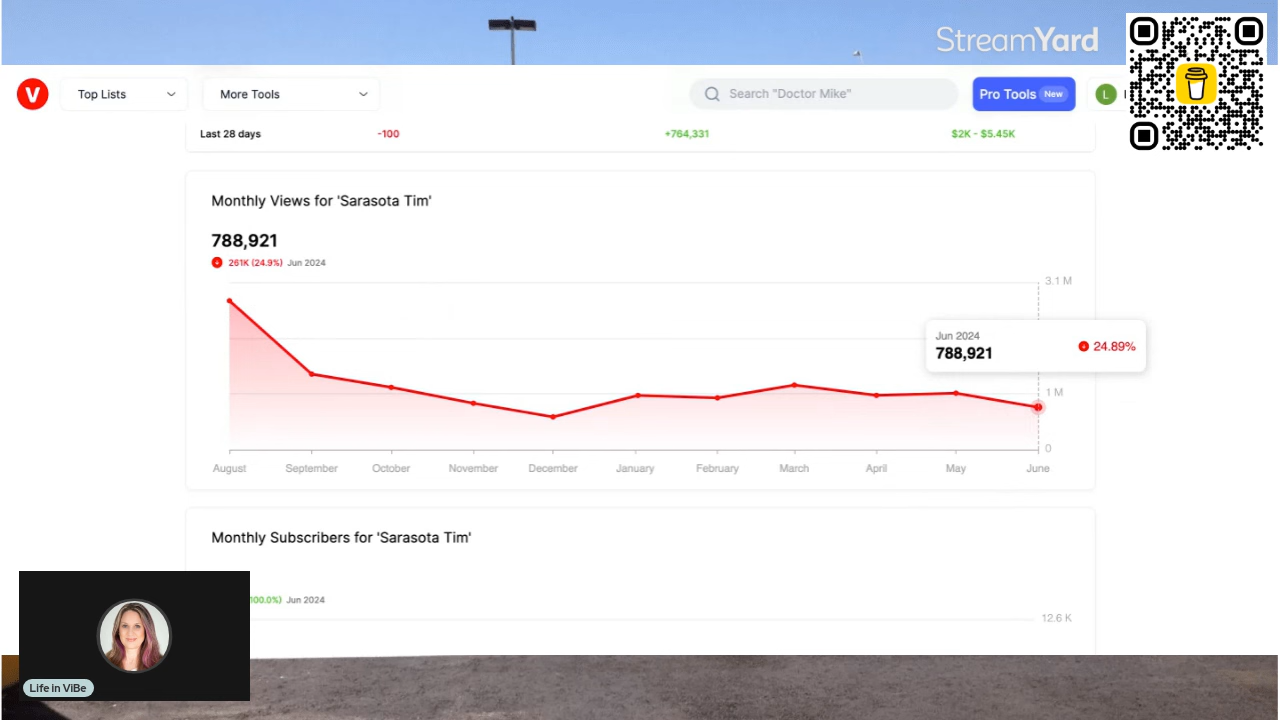 StreamYard
V
Top Lists
More Tools
Search "Doctor Mike"
Pro Tools New
L
Last 28 days -100 +764,331 $2K - $5.45K
Monthly Views for 'Sarasota Tim'
788,921
261K (24.9%) Jun 2024
3.1 M
Jun 2024
788,921 24.89%
1 M
0
August September October November December January February March April May June
Monthly Subscribers for 'Sarasota Tim'
100.0%) Jun 2024
12.6 K
Life in ViBe